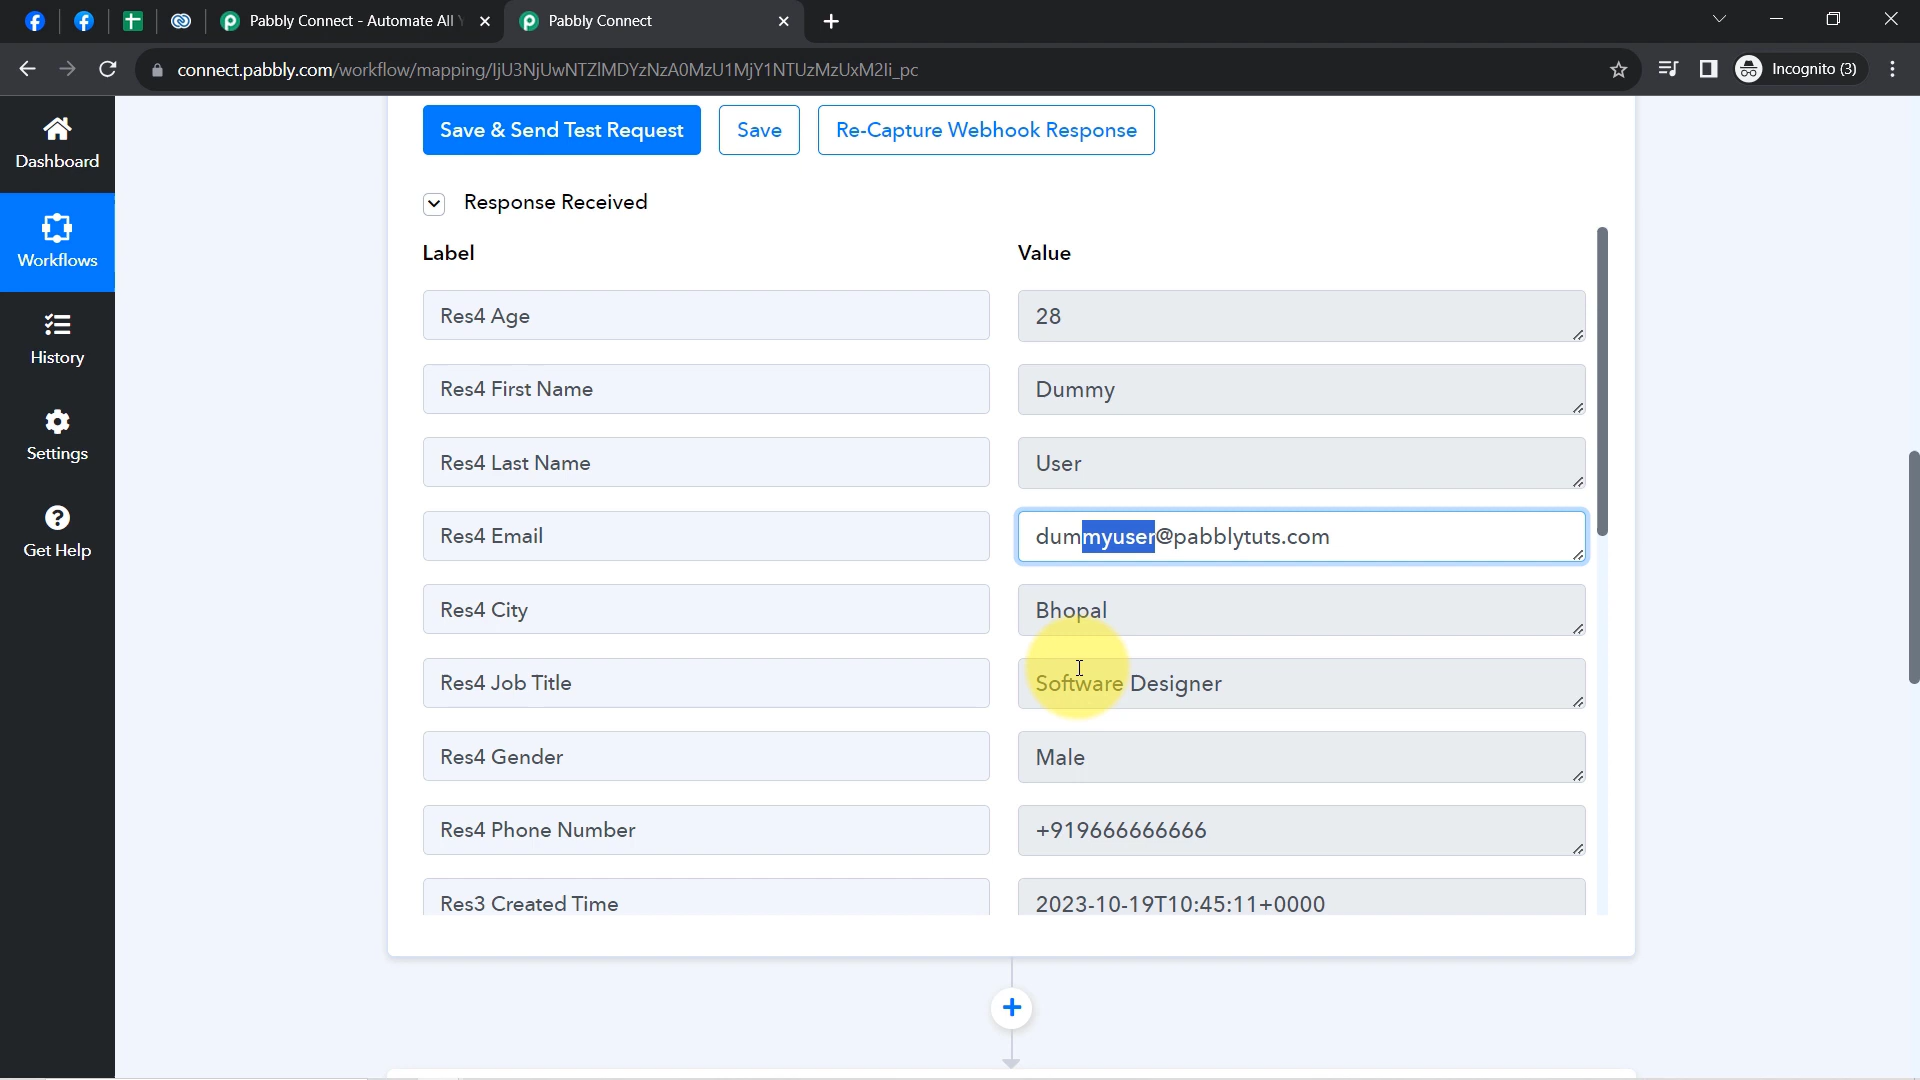 Pabbly Connect - Automate All
Pabbly Connect
connect.pabbly.com/workflow/mapping/IjU3NjUwNTZlMDYzNzA0MzU1MjY1NTUzMzUxM2Ii_pc
Incognito (3)
Dashboard
Workflows
History
Settings
Get Help
Save & Send Test Request
Save
Re-Capture Webhook Response
Response Received
Label
Value
Res4 Age
28
Res4 First Name
Dummy
Res4 Last Name
User
Res4 Email
dummyuser@pabblytuts.com
Res4 City
Bhopal
Res4 Job Title
Software Designer
Res4 Gender
Male
Res4 Phone Number
+919666666666
Res3 Created Time
2023-10-19T10:45:11+0000